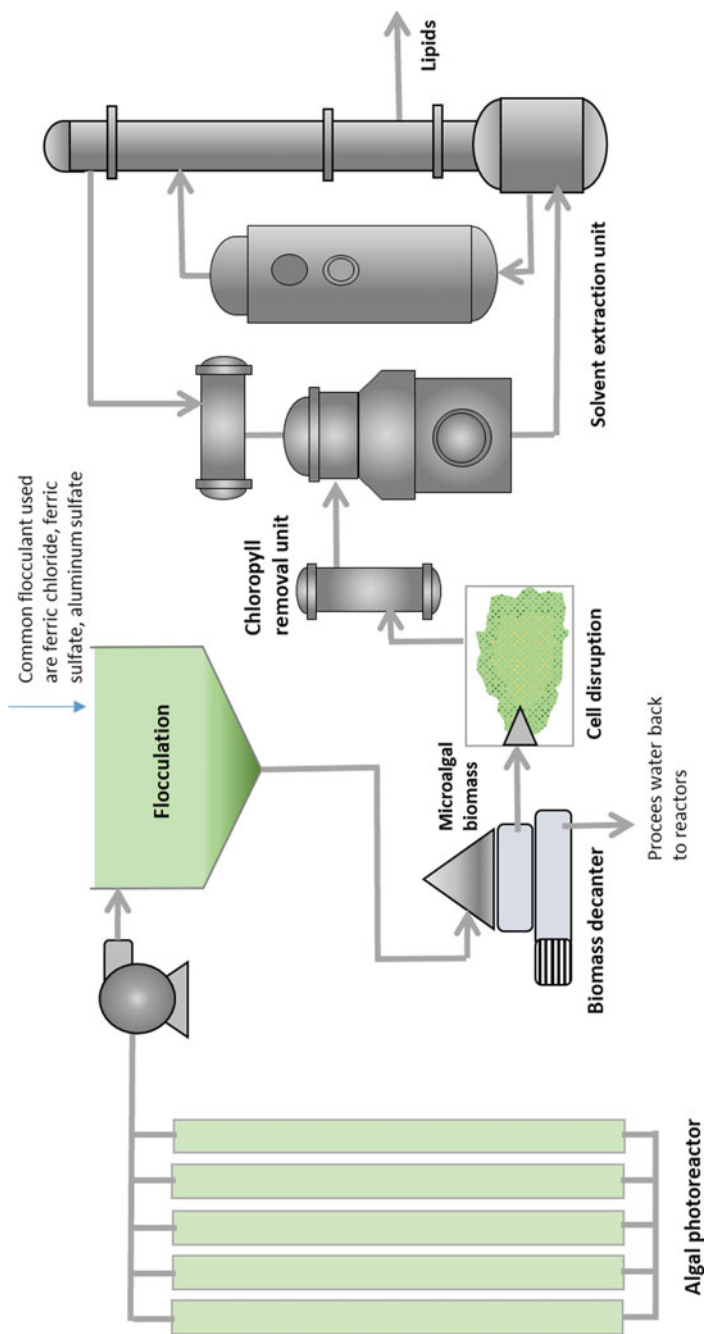 Common flocculant used
are ferric chloride, ferric
sulfate, aluminum sulfate
Flocculation
Algal photoreactor
Biomass decanter
Procees water back
to reactors
Microalgal
biomass
Cell disruption
Chloropyll
removal unit
Solvent extraction unit
Lipids